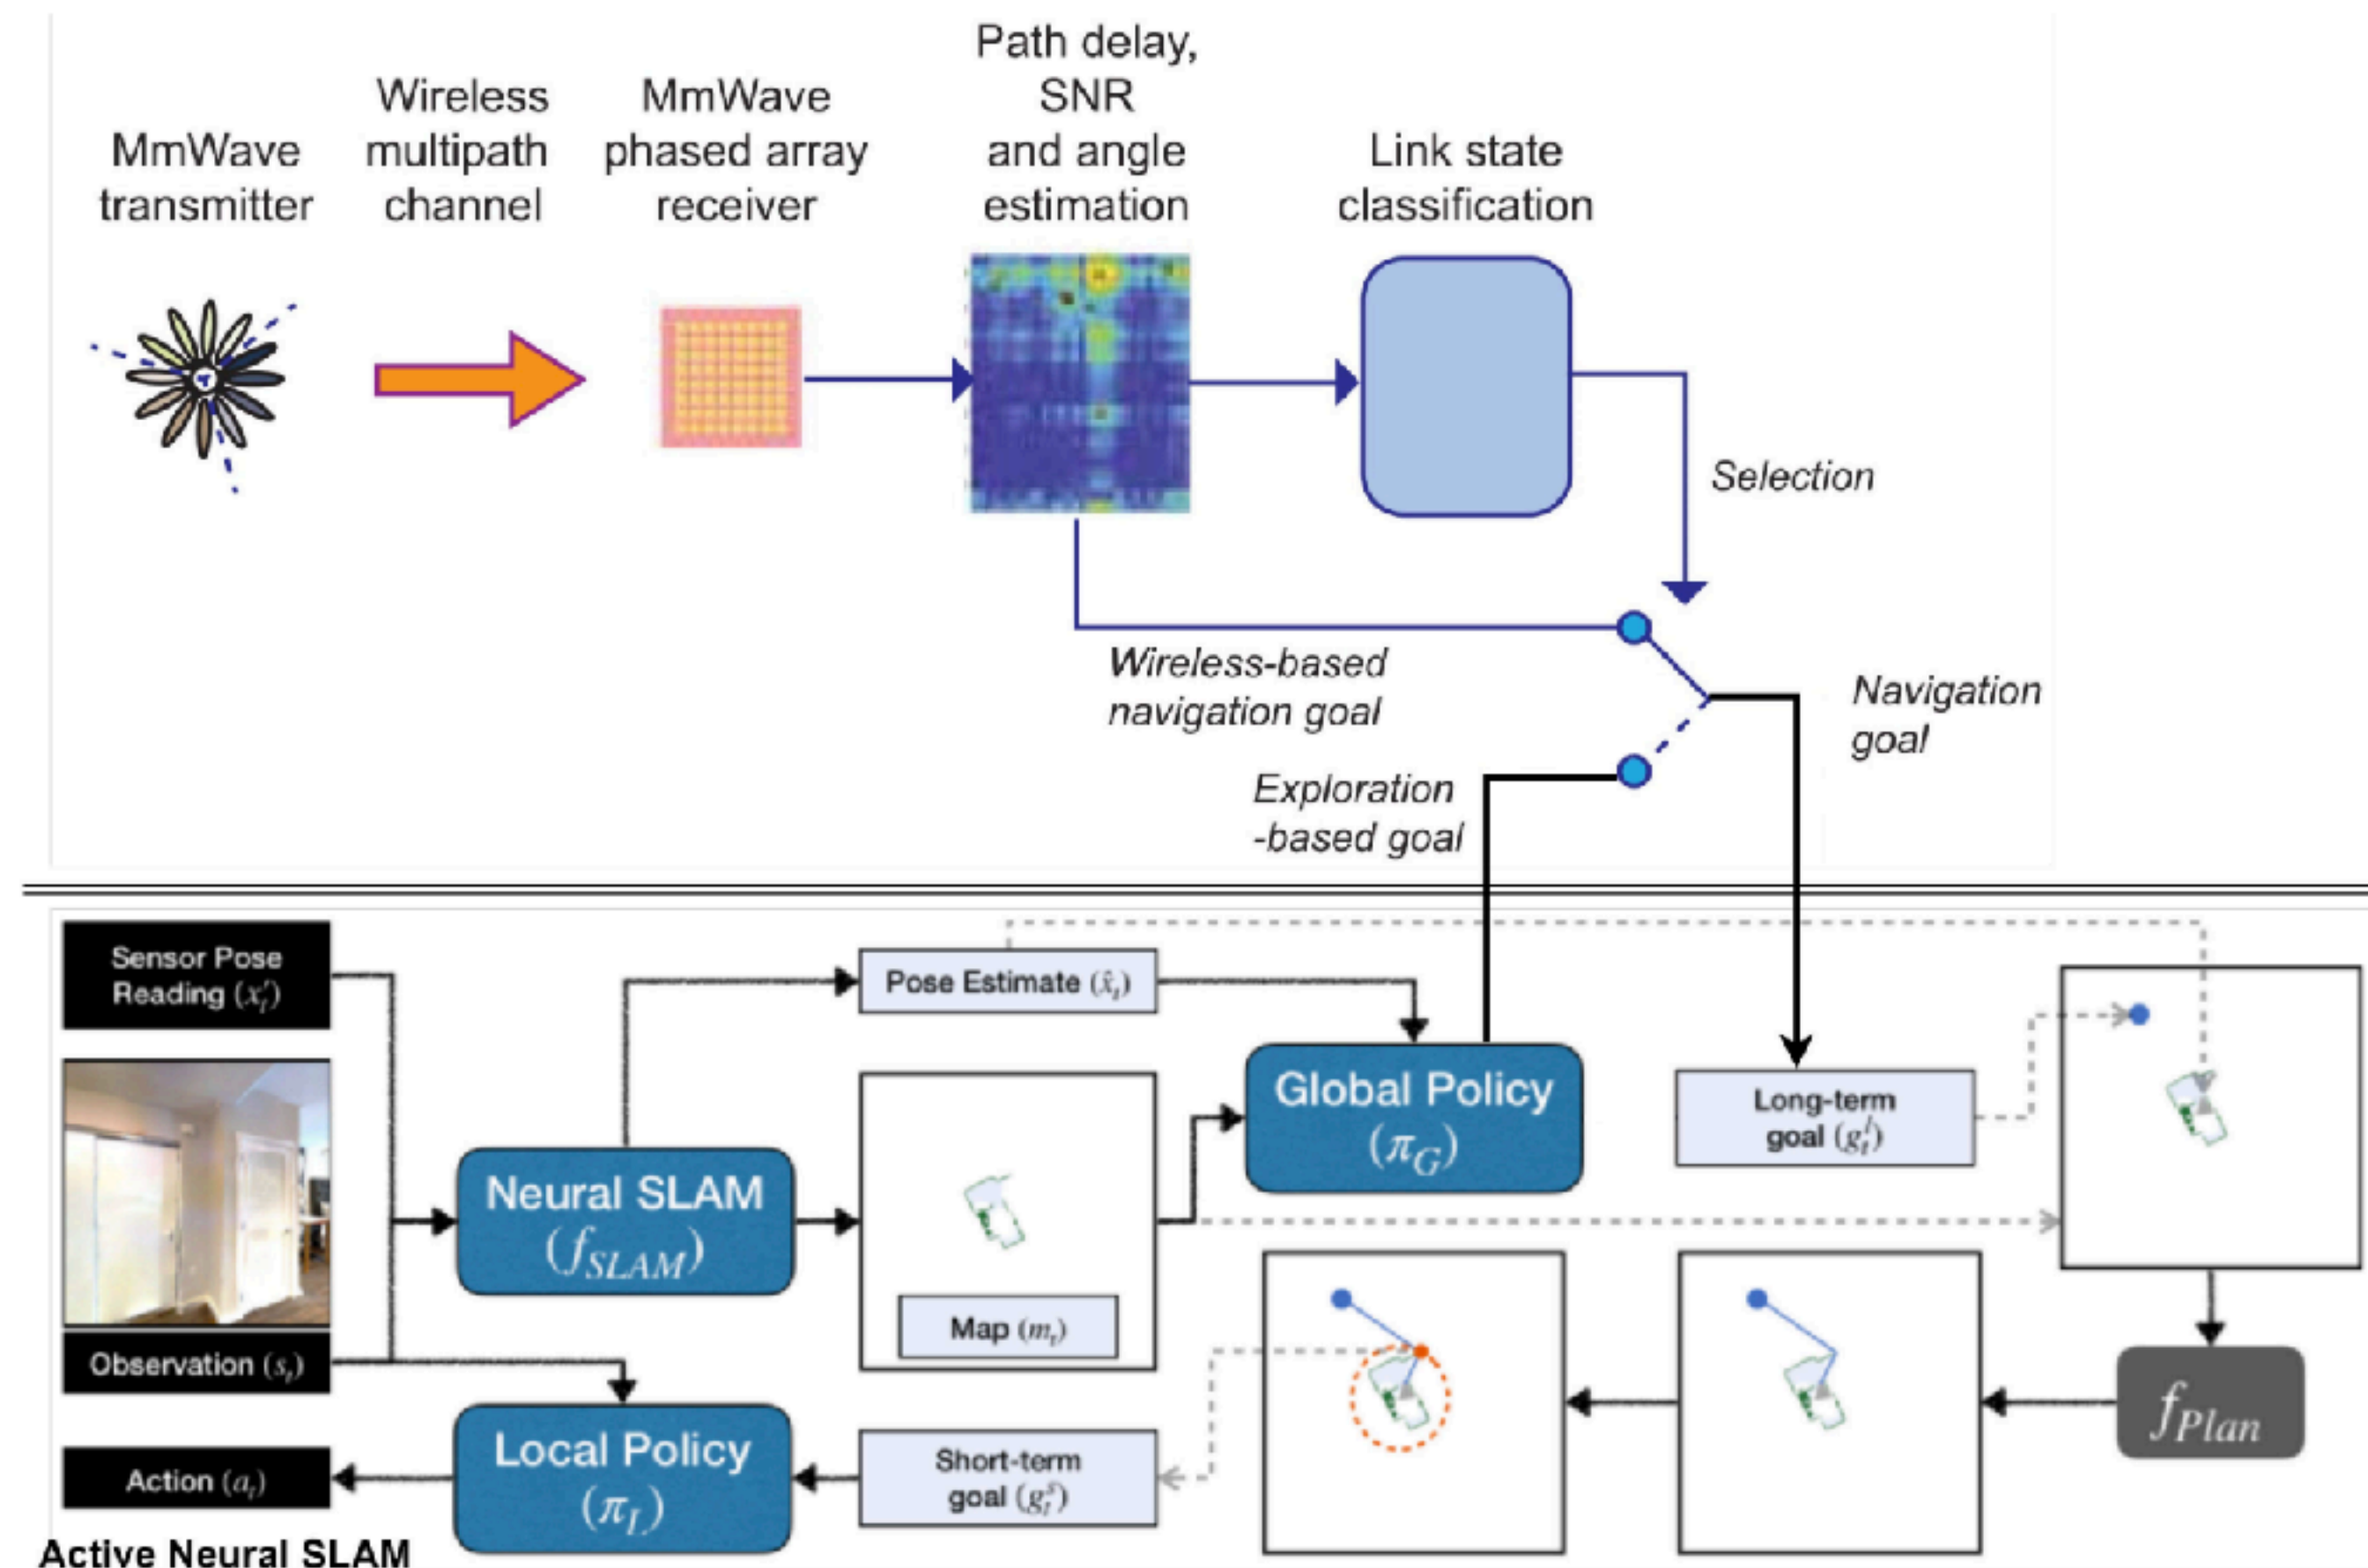 MmWave
transmitter
Wireless
multipath
channel
MmWave
phased array
receiver
Path delay,
SNR
and angle
estimation
Link state
classification
Selection
Wireless-based
navigation goal
Navigation
goal
Exploration
-based goal
Sensor Pose
Reading (x′ₜ)
Pose Estimate (x̂ₜ)
Global Policy
(π_G)
Long-term
goal (gₜˡ)
Neural SLAM
(f_SLAM)
Map (mₜ)
Observation (sₜ)
f_Plan
Local Policy
(π_L)
Short-term
goal (gₜˢ)
Action (aₜ)
Active Neural SLAM